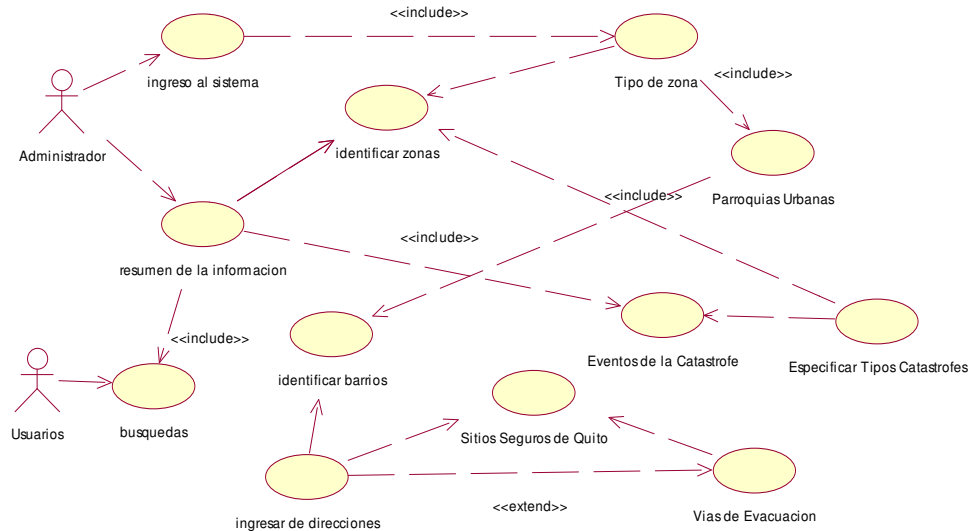 <<include>>
ingreso al sistema
Tipo de zona
<<include>>
Administrador
identificar zonas
Parroquias Urbanas
<<include>>
<<include>>
resumen de la informacion
<<include>>
Eventos de la Catastrofe
Especificar Tipos Catastrofes
identificar barrios
Usuarios
busquedas
Sitios Seguros de Quito
<<extend>>
ingresar de direcciones
Vias de Evacuacion